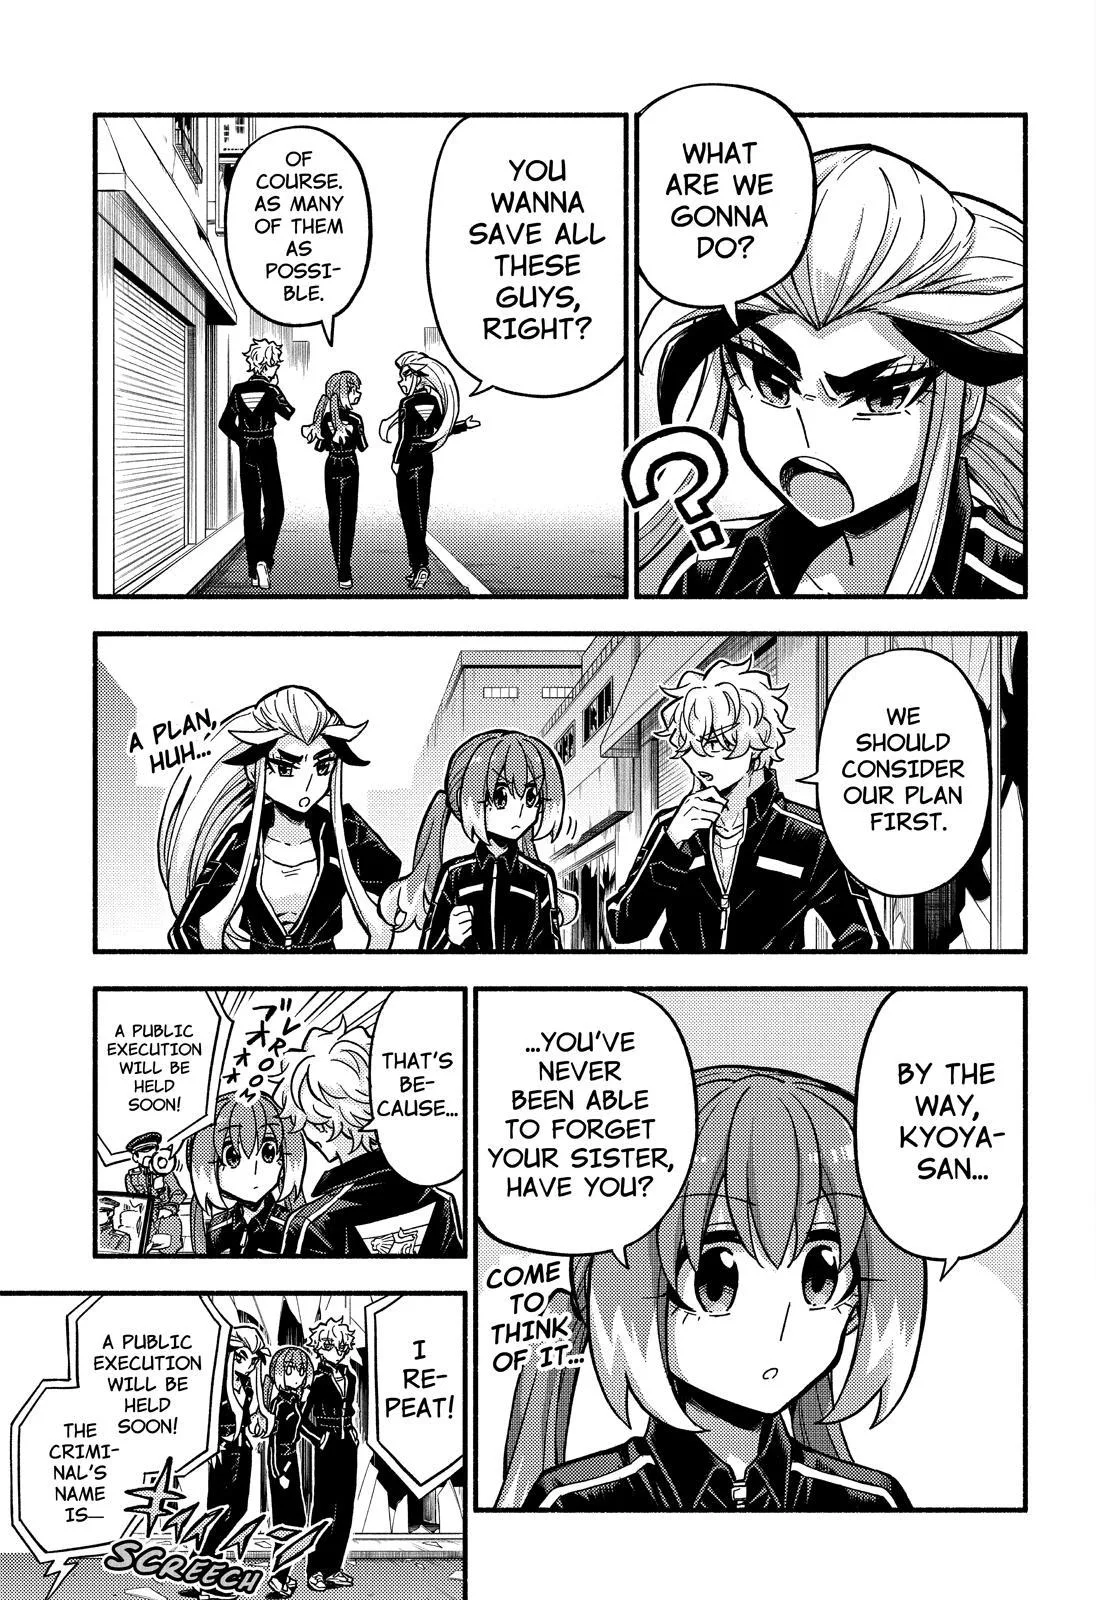 WHAT
ARE WE
GONNA
DO?
YOU
WANNA
SAVE ALL
THESE
GUYS,
RIGHT?
OF
COURSE.
AS MANY
OF THEM
AS
POSSI-
BLE.
WE
SHOULD
CONSIDER
OUR PLAN
FIRST.
A PLAN,
HUH...
BY THE
WAY,
KYOYA-
SAN...
...YOU'VE
NEVER
BEEN ABLE
TO FORGET
YOUR SISTER,
HAVE YOU?
COME
TO
THINK
OF IT...
THAT'S
BE-
CAUSE...
VROOOM
A PUBLIC
EXECUTION
WILL BE
HELD
SOON!
I
RE-
PEAT!
A PUBLIC
EXECUTION
WILL BE
HELD
SOON!
THE
CRIMI-
NAL'S
NAME
IS—
SCREECH